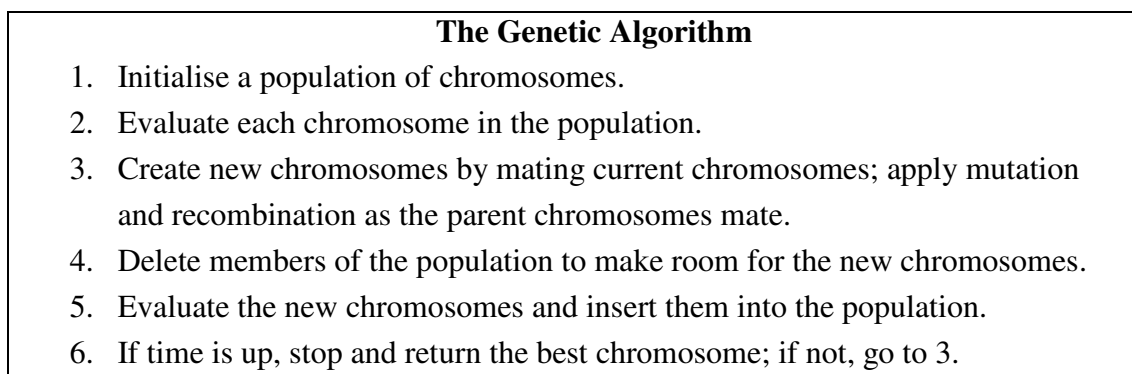 The Genetic Algorithm
1. Initialise a population of chromosomes.
2. Evaluate each chromosome in the population.
3. Create new chromosomes by mating current chromosomes; apply mutation
and recombination as the parent chromosomes mate.
4. Delete members of the population to make room for the new chromosomes.
5. Evaluate the new chromosomes and insert them into the population.
6. If time is up, stop and return the best chromosome; if not, go to 3.